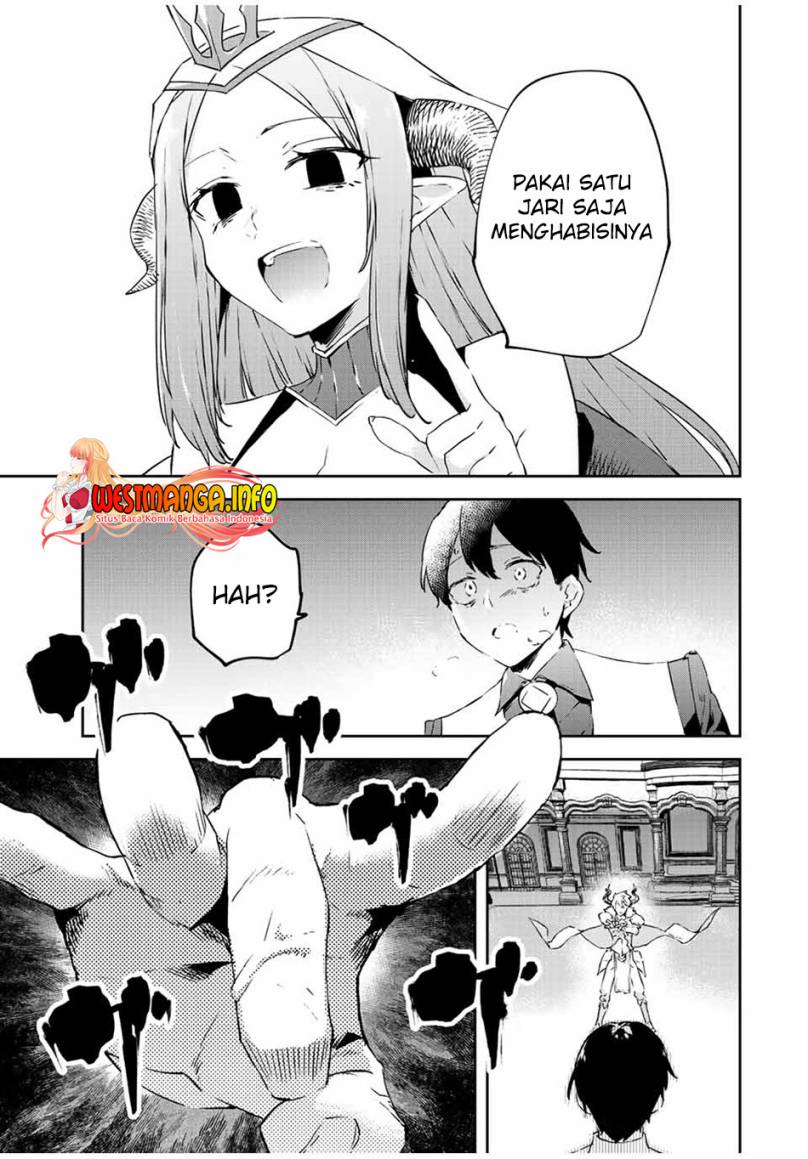 PAKAI SATU
JARI SAJA
MENGHABISINYA
WESTMANGA.INFO
Situs Baca Komik Berbahasa Indonesia
HAH?